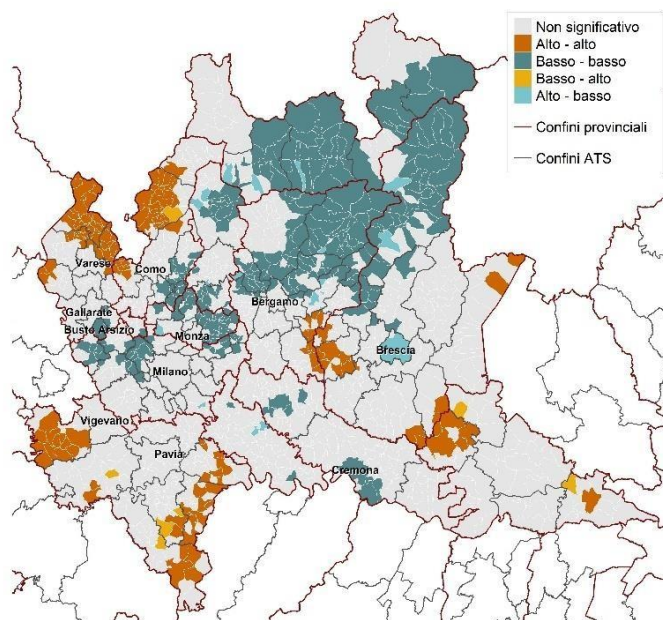 Non significativo
Alto - alto
Basso - basso
Basso - alto
Alto - basso
Confini provinciali
Confini ATS
Varese
Como
Bergamo
Gallarate
Busto Arsizio
Monza
Brescia
Milano
Vigevano
Pavia
Cremona